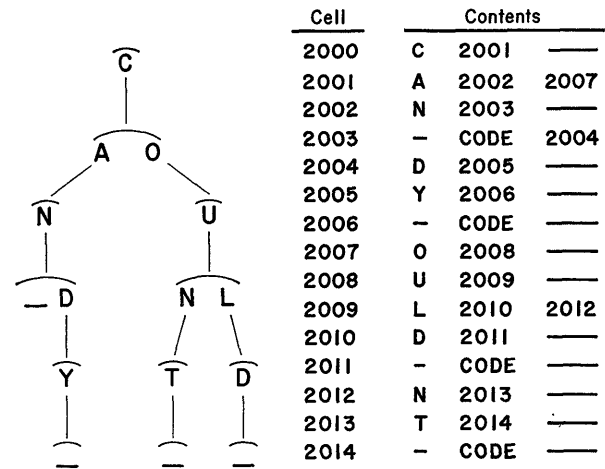 C
A O
N U
— D N L
Y T D
— — —
Cell Contents
2000 C 2001 —
2001 A 2002 2007
2002 N 2003 —
2003 – CODE 2004
2004 D 2005 —
2005 Y 2006 —
2006 – CODE —
2007 O 2008 —
2008 U 2009 —
2009 L 2010 2012
2010 D 2011 —
2011 – CODE —
2012 N 2013 —
2013 T 2014 —
2014 – CODE —